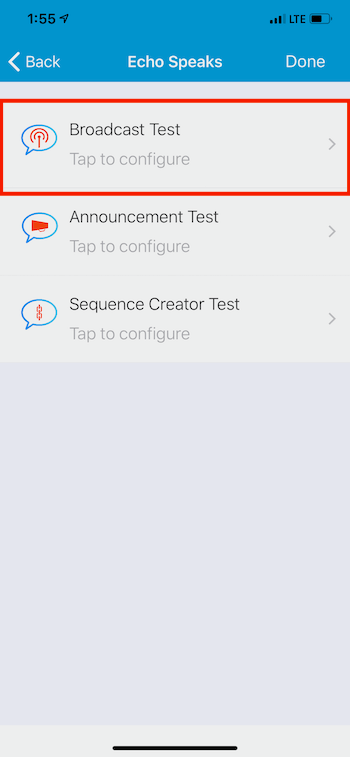 1:55
LTE
Back
Echo Speaks
Done
Broadcast Test
Tap to configure
Announcement Test
Tap to configure
Sequence Creator Test
Tap to configure